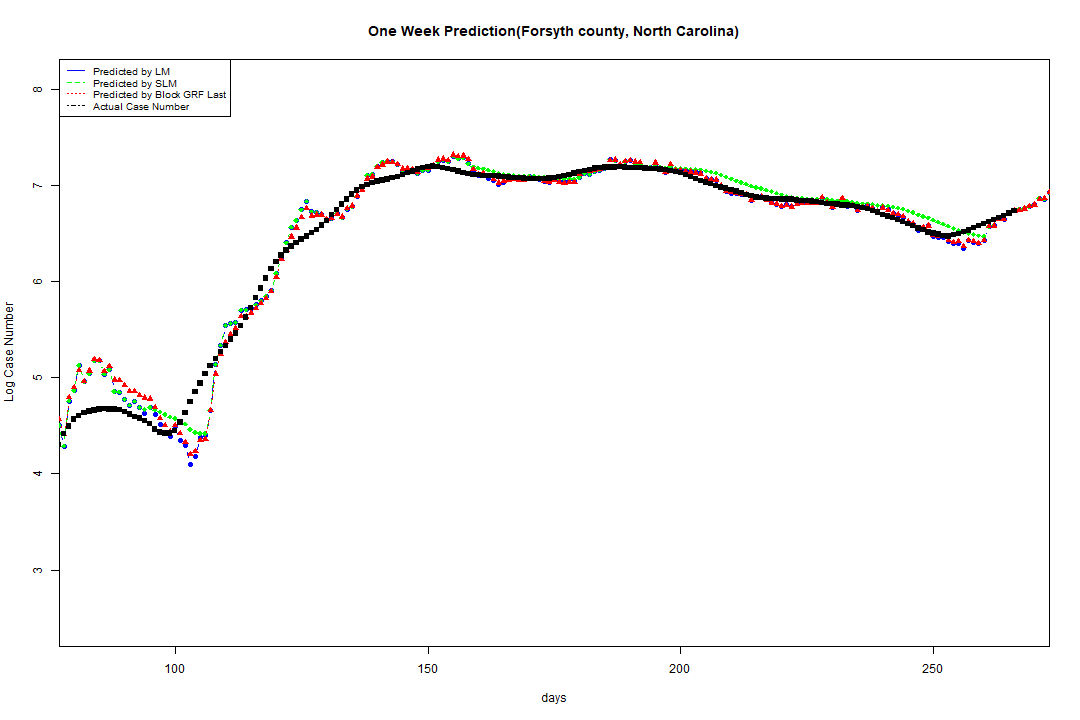 One Week Prediction(Forsyth county, North Carolina)
Predicted by LM
Predicted by SLM
Predicted by Block GRF Last
Actual Case Number
8
7
6
5
4
3
Log Case Number
100 150 200 250
days